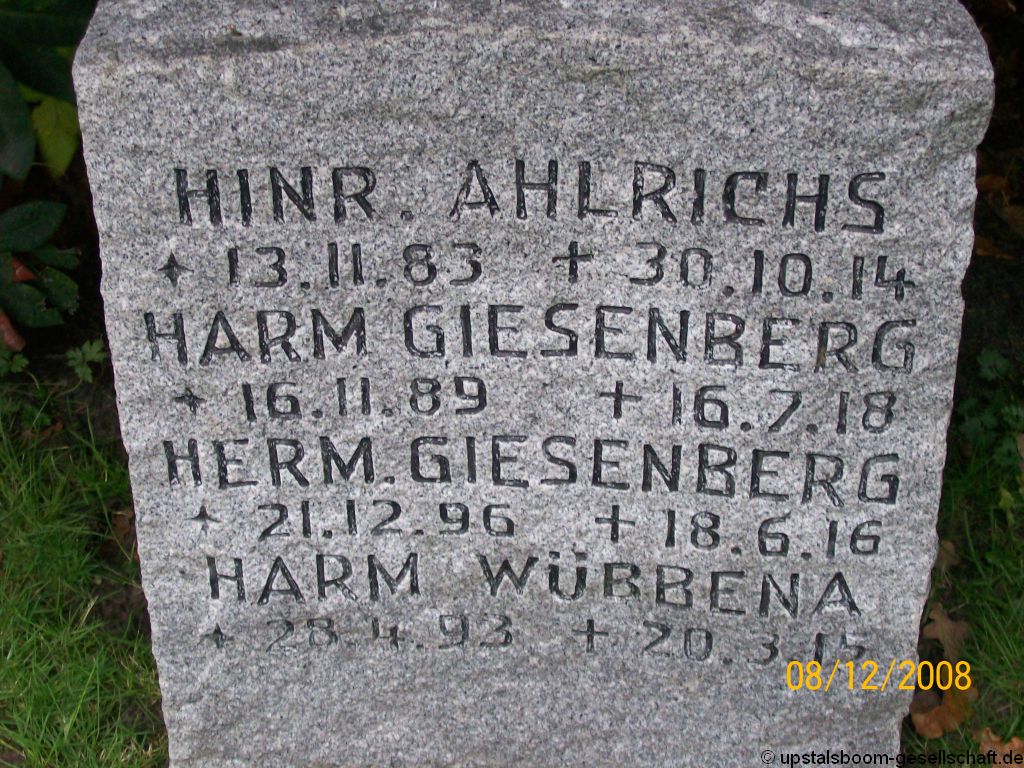 HINR. AHLRICHS
13.11.83 † 30.10.14
HARM GIESENBERG
16.11.89 † 16.7.18
HERM. GIESENBERG
21.12.96 † 18.6.16
HARM WÜBBENA
28.4.93 † 20.3.15
08/12/2008
© upstalsboom-gesellschaft.de